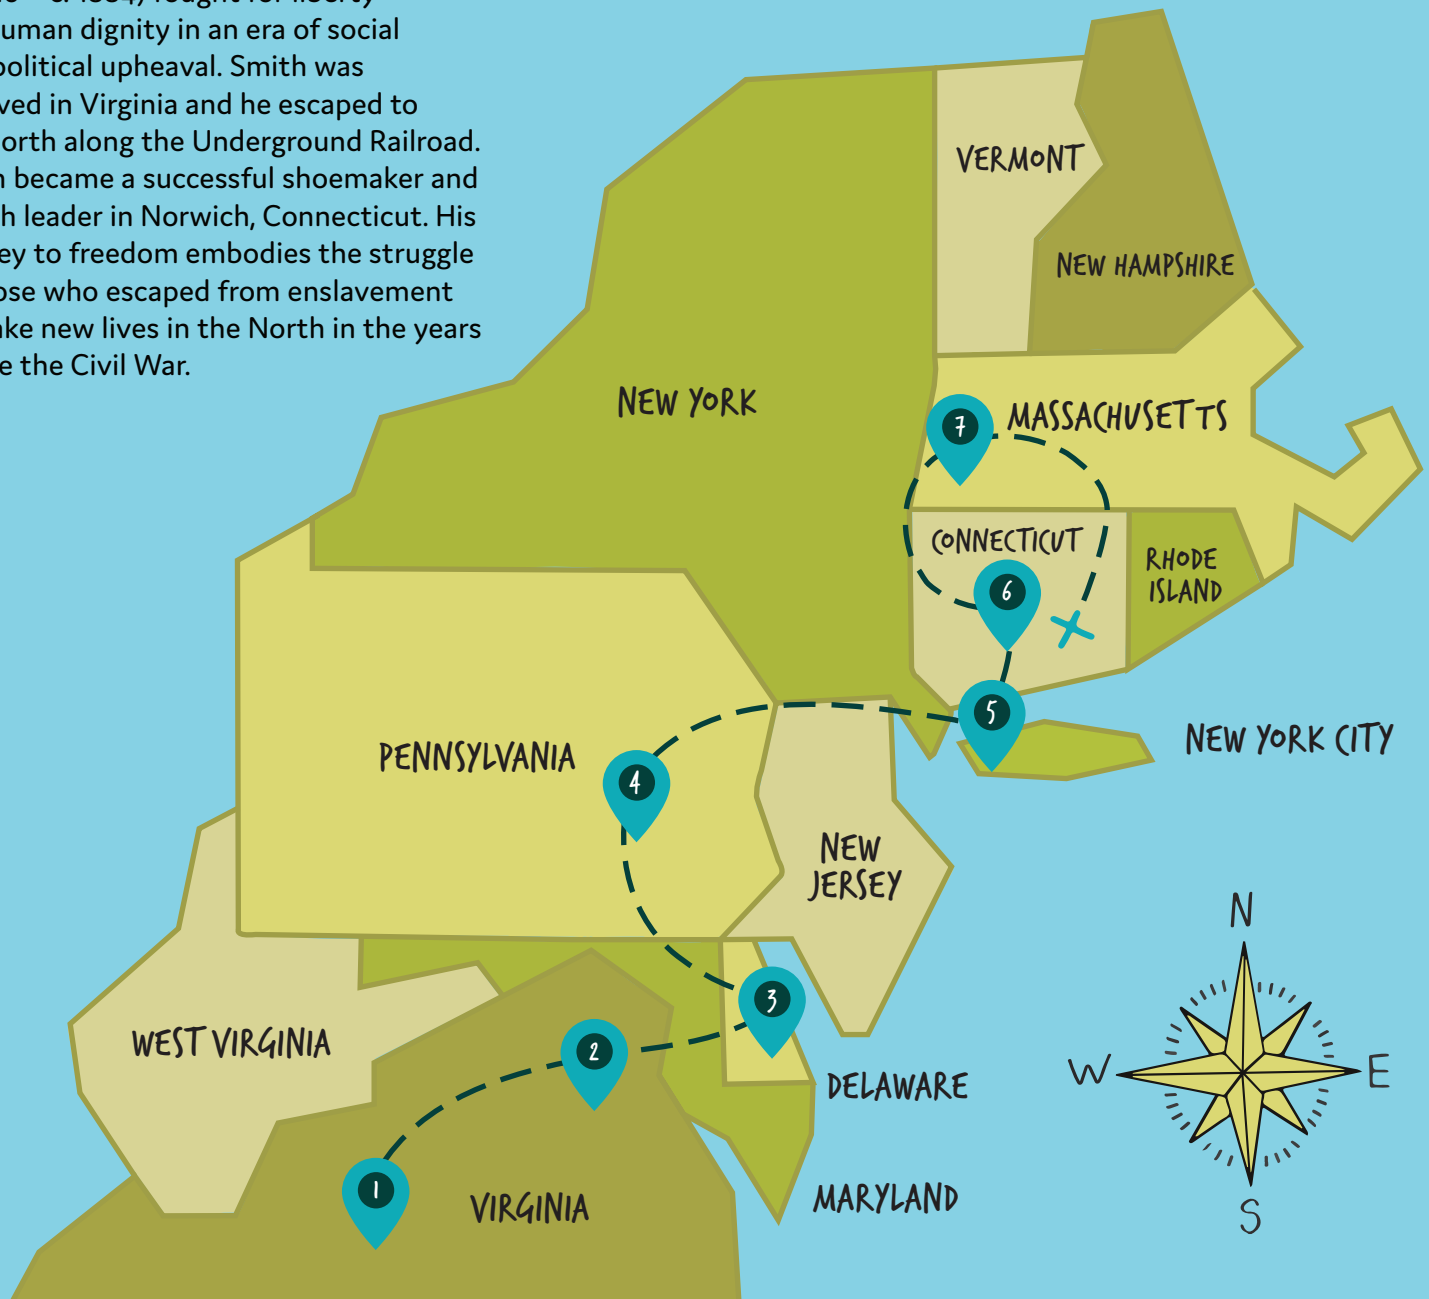 uman dignity in an era of social
political upheaval. Smith was
ved in Virginia and he escaped to
orth along the Underground Railroad.
became a successful shoemaker and
h leader in Norwich, Connecticut. His
ey to freedom embodies the struggle
ose who escaped from enslavement
ake new lives in the North in the years
e the Civil War.
VERMONT
NEW HAMPSHIRE
NEW YORK
MASSACHUSETTS
7
CONNECTICUT
RHODE
ISLAND
6
5
NEW YORK CITY
PENNSYLVANIA
4
NEW
JERSEY
3
WEST VIRGINIA
2
DELAWARE
1
VIRGINIA
MARYLAND
N
W
E
S